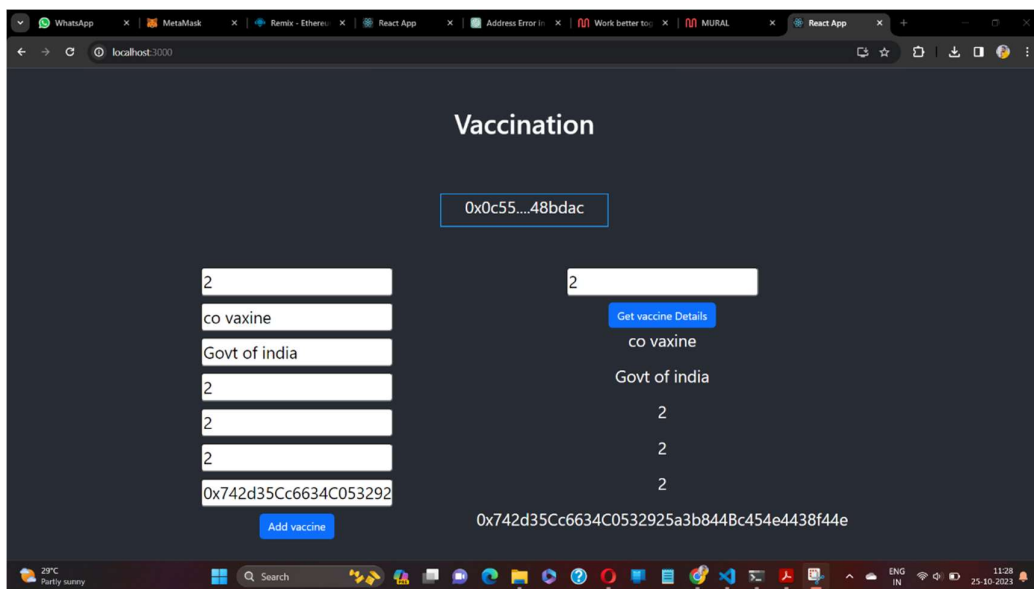 WhatsApp
MetaMask
Remix - Ethereu
React App
Address Error in
Work better tog
MURAL
React App
localhost:3000
Vaccination
0x0c55....48bdac
2
co vaxine
Govt of india
2
2
2
0x742d35Cc6634C053292
Add vaccine
2
Get vaccine Details
co vaxine
Govt of india
2
2
2
0x742d35Cc6634C0532925a3b844Bc454e4438f44e
29°C
Partly sunny
Search
ENG
IN
11:28
25-10-2023